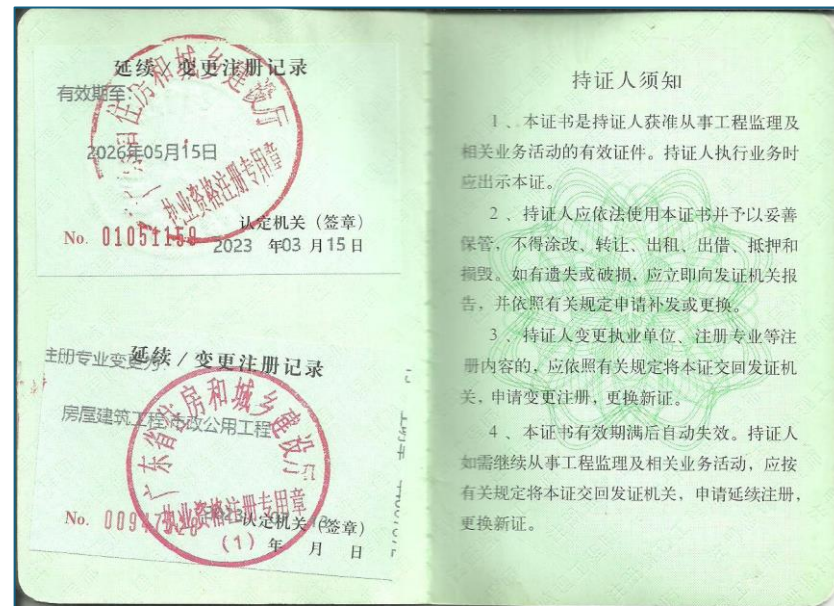 延续／变更注册记录
有效期至：
2026年05月15日
认定机关（签章）
No. 01051159 2023 年03 月15日
住房和城乡建设厅
执业资格注册专用章
延续／变更注册记录
房屋建筑工程;市政公用工程
认定机关（签章）
年 月 日
广东省住房和城乡建设厅
执业资格注册专用章
（1）
持证人须知
1 、本证书是持证人获准从事工程监理及
相关业务活动的有效证件。持证人执行业务时
应出示本证。
2 、持证人应依法使用本证书并予以妥善
保管，不得涂改、转让、出租、出借、抵押和
损毁。如有遗失或破损，应立即向发证机关报
告，并依照有关规定申请补发或更换。
3 、持证人变更执业单位、注册专业等注
册内容的，应依照有关规定将本证交回发证机
关，申请变更注册，更换新证。
4 、本证书有效期满后自动失效。持证人
如需继续从事工程监理及相关业务活动，应按
有关规定将本证交回发证机关，申请延续注册，
更换新证。